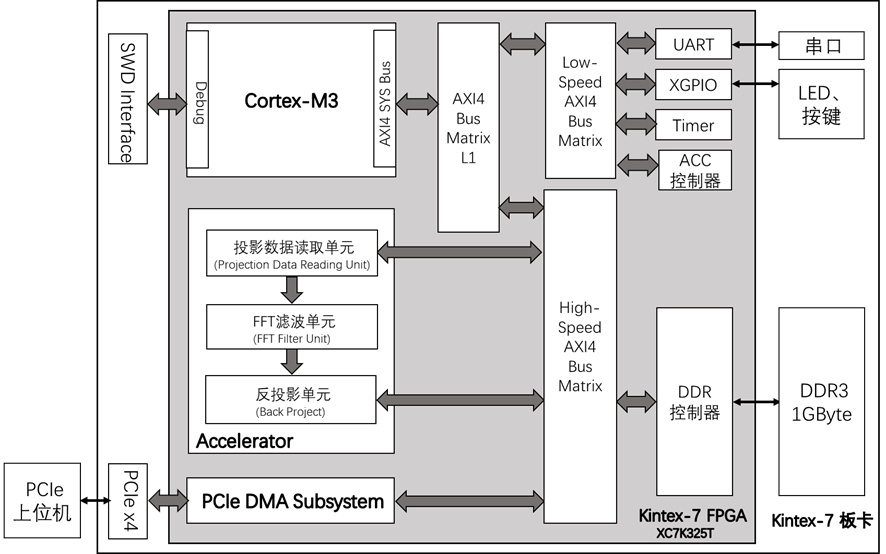 SWD Interface
Debug
Cortex-M3
AXI4 SYS Bus
AXI4
Bus
Matrix
L1
Low-
Speed
AXI4
Bus
Matrix
UART
串口
XGPIO
LED、
按键
Timer
ACC
控制器
投影数据读取单元
(Projection Data Reading Unit)
FFT滤波单元
(FFT Filter Unit)
反投影单元
(Back Project)
Accelerator
High-
Speed
AXI4
Bus
Matrix
DDR
控制器
DDR3
1GByte
PCIe
上位机
PCIe x4
PCIe DMA Subsystem
Kintex-7 FPGA
XC7K325T
Kintex-7 板卡